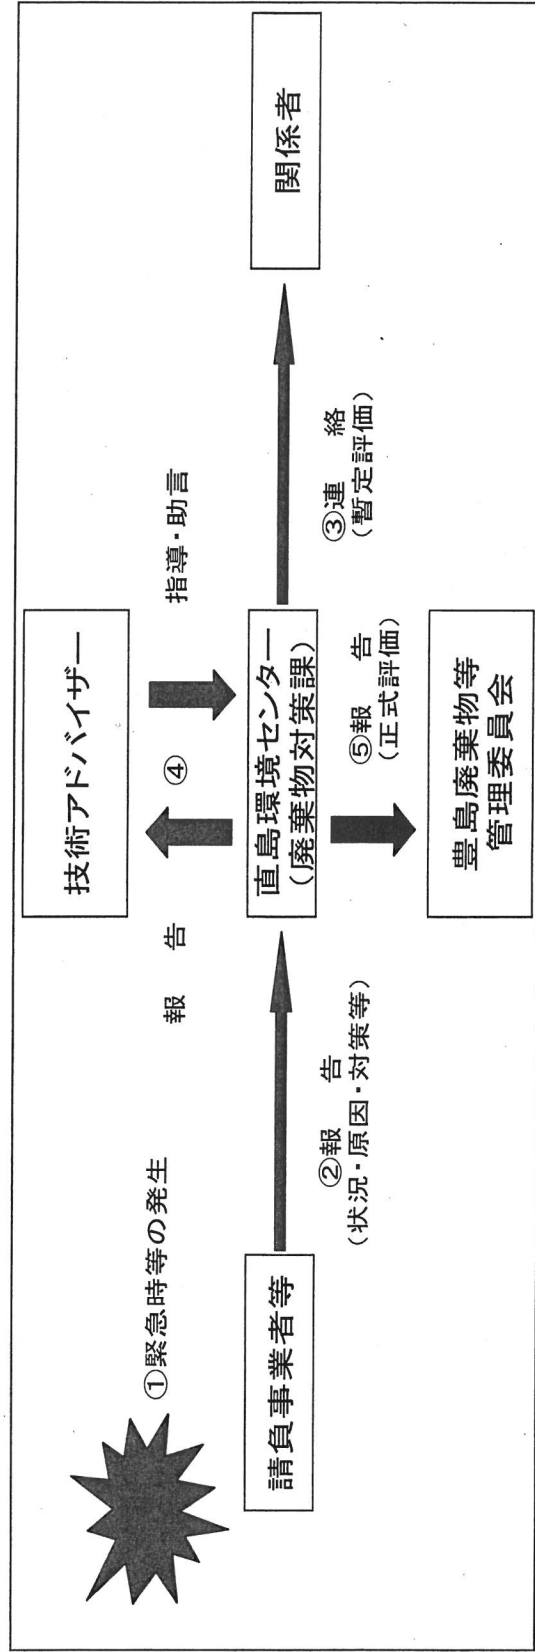 ①緊急時等の発生
請負事業者等
②報　告
(状況・原因・対策等)
技術アドバイザー
報　告
④
指導・助言
直島環境センター
(廃棄物対策課)
③連　絡
(暫定評価)
関係者
⑤報　告
(正式評価)
豊島廃棄物等
管理委員会